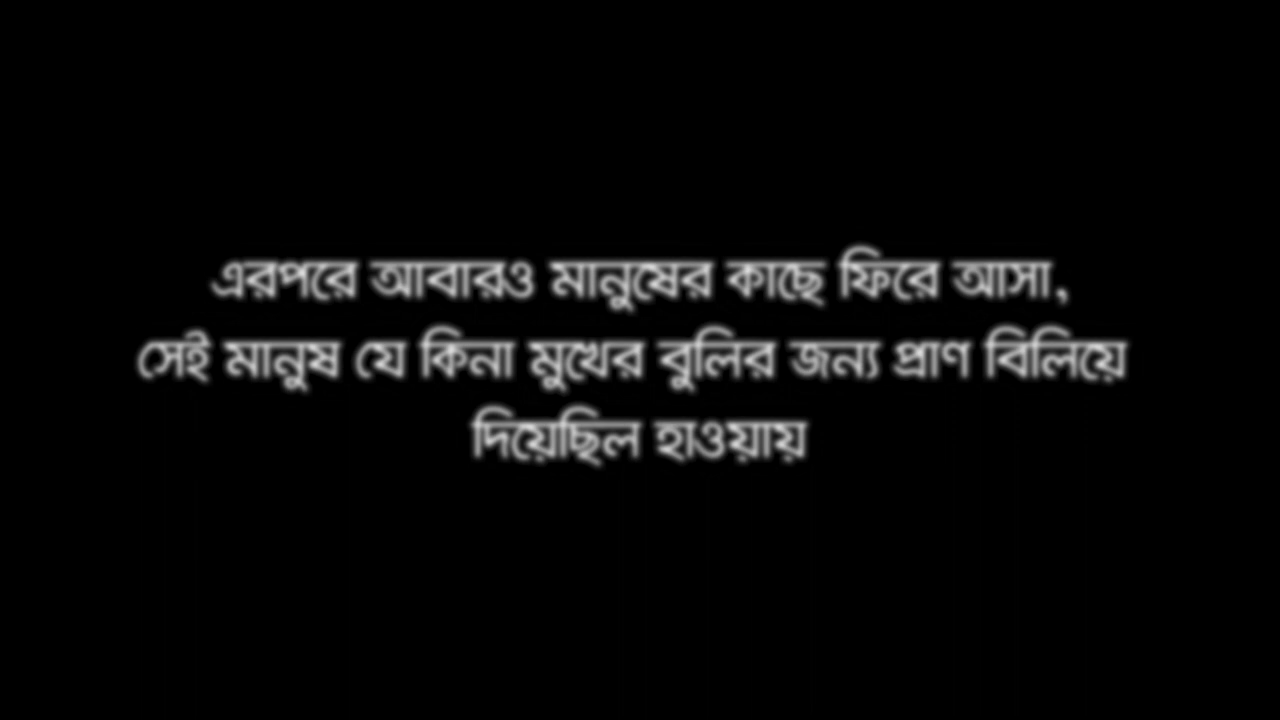 এরপরে আবারও মানুষের কাছে ফিরে আসা,
সেই মানুষ যে কিনা মুখের বুলির জন্য প্রাণ বিলিয়ে
দিয়েছিল হাওয়ায়